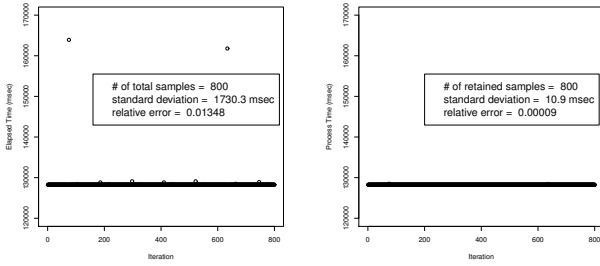 170000
160000
150000
140000
130000
120000
Elapsed Time (msec)
# of total samples = 800
standard deviation = 1730.3 msec
relative error = 0.01348
0 200 400 600 800
Iteration
170000
160000
150000
140000
130000
120000
Process Time (msec)
# of retained samples = 800
standard deviation = 10.9 msec
relative error = 0.00009
0 200 400 600 800
Iteration